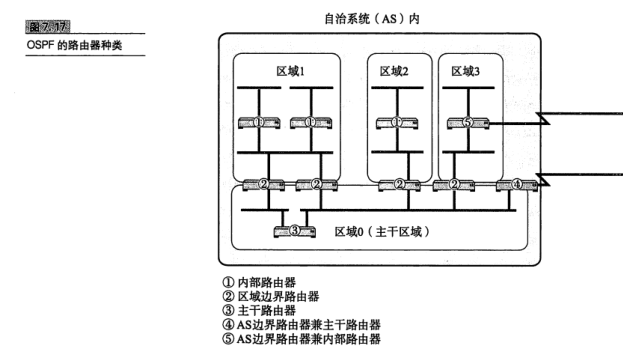 图7.17
OSPF 的路由器种类
自治系统（AS）内
区域1
区域2
区域3
① ① ① ⑤
② ② ② ② ④
③ 区域0（主干区域）
① 内部路由器
② 区域边界路由器
③ 主干路由器
④ AS边界路由器兼主干路由器
⑤ AS边界路由器兼内部路由器